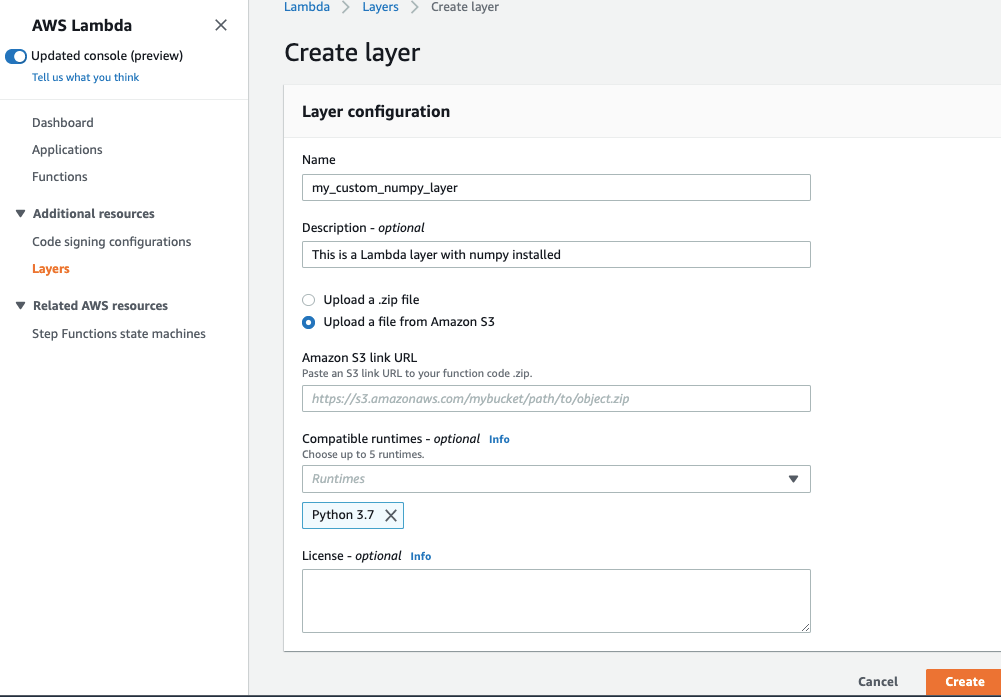 AWS Lambda
Updated console (preview)
Tell us what you think
Dashboard
Applications
Functions
Additional resources
Code signing configurations
Layers
Related AWS resources
Step Functions state machines
Lambda > Layers > Create layer
Create layer
Layer configuration
Name
my_custom_numpy_layer
Description - optional
This is a Lambda layer with numpy installed
Upload a .zip file
Upload a file from Amazon S3
Amazon S3 link URL
Paste an S3 link URL to your function code .zip.
https://s3.amazonaws.com/mybucket/path/to/object.zip
Compatible runtimes - optional Info
Choose up to 5 runtimes.
Runtimes
Python 3.7
License - optional Info
Cancel Create